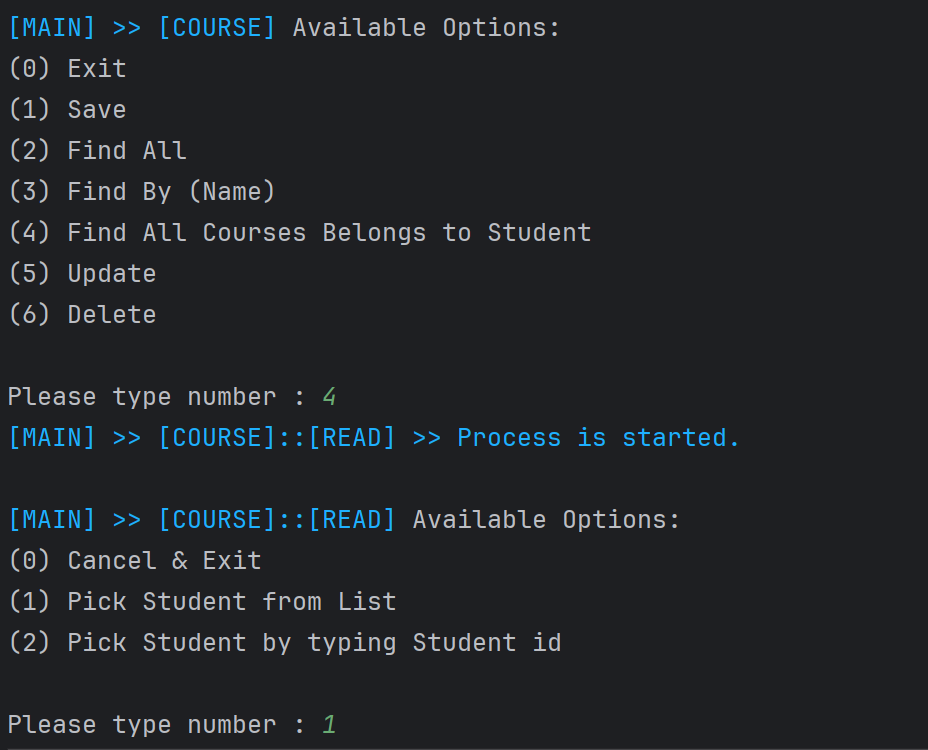 [MAIN] >> [COURSE] Available Options:
(0) Exit
(1) Save
(2) Find All
(3) Find By (Name)
(4) Find All Courses Belongs to Student
(5) Update
(6) Delete
Please type number : 4
[MAIN] >> [COURSE]::[READ] >> Process is started.
[MAIN] >> [COURSE]::[READ] Available Options:
(0) Cancel & Exit
(1) Pick Student from List
(2) Pick Student by typing Student id
Please type number : 1